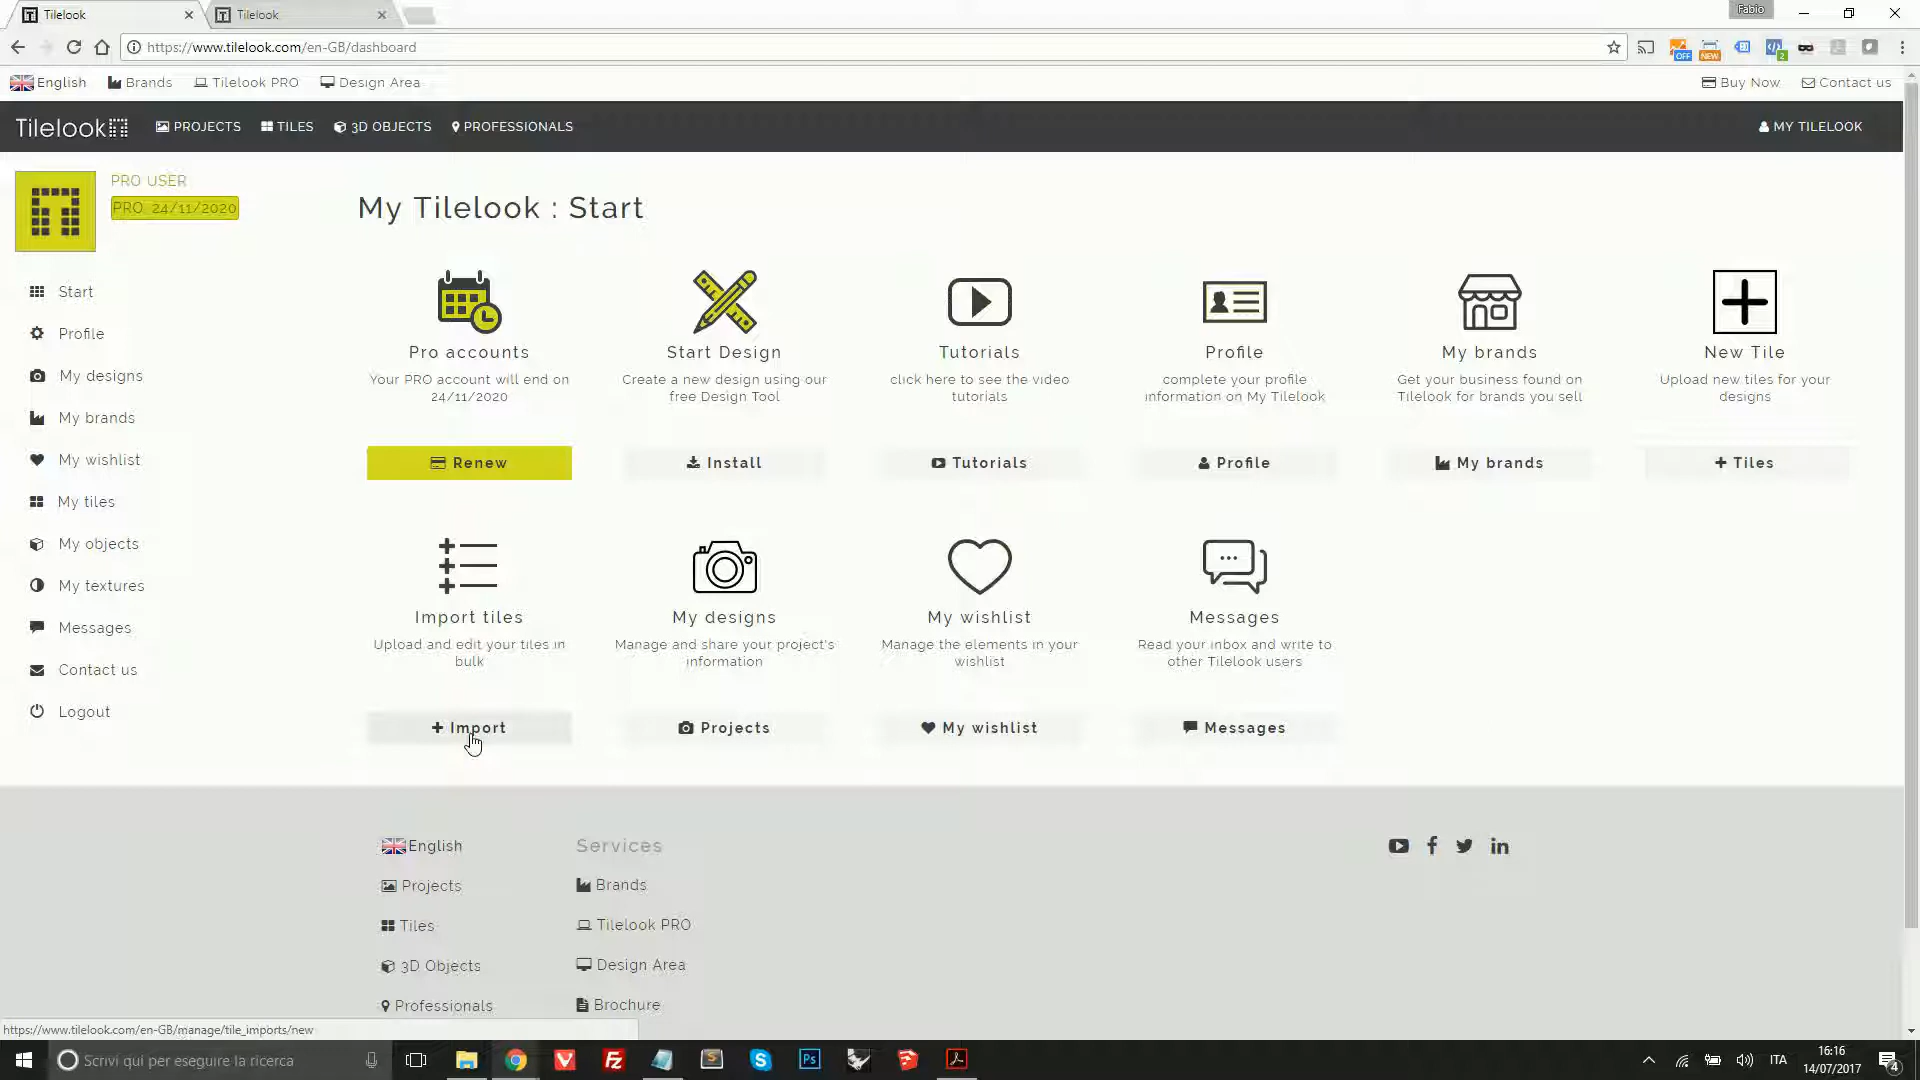 Tilelook
Tilelook
Fabio
https://www.tilelook.com/en-GB/dashboard
OFF
NEW
2
English
Brands
Tilelook PRO
Design Area
Buy Now
Contact us
Tilelook
PROJECTS
TILES
3D OBJECTS
PROFESSIONALS
MY TILELOOK
PRO USER
PRO 24/11/2020
Start
Profile
My designs
My brands
My wishlist
My tiles
My objects
My textures
Messages
Contact us
Logout
My Tilelook : Start
Pro accounts
Your PRO account will end on
24/11/2020
Renew
Start Design
Create a new design using our
free Design Tool
Install
Tutorials
click here to see the video
tutorials
Tutorials
Profile
complete your profile
information on My Tilelook
Profile
My brands
Get your business found on
Tilelook for brands you sell
My brands
New Tile
Upload new tiles for your
designs
Tiles
Import tiles
Upload and edit your tiles in
bulk
Import
My designs
Manage and share your project's
information
Projects
My wishlist
Manage the elements in your
wishlist
My wishlist
Messages
Read your inbox and write to
other Tilelook users
Messages
English
Projects
Tiles
3D Objects
Professionals
Services
Brands
Tilelook PRO
Design Area
Brochure
https://www.tilelook.com/en-GB/manage/tile_imports/new
Scrivi qui per eseguire la ricerca
ITA
16:16
14/07/2017
4